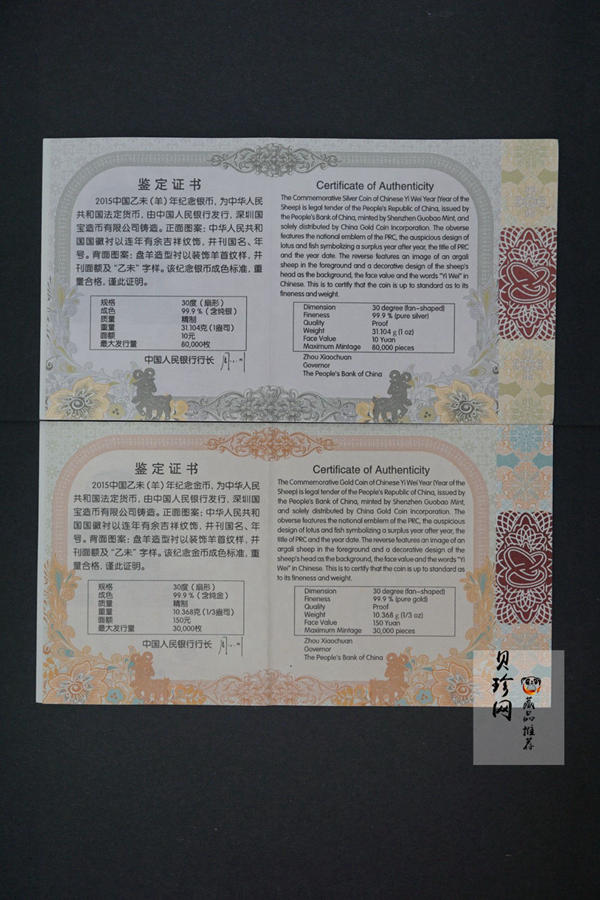 鉴定证书
2015中国乙未（羊）年纪念银币，为中华人民
共和国法定货币，由中国人民银行发行，深圳国
宝造币有限公司铸造。正面图案：中华人民共和
国国徽衬以连年有余吉祥纹饰，并刊国名、年
号。背面图案：盘羊造型衬以装饰羊首纹样，并
刊面额及“乙未”字样。该纪念银币成色标准，重
量合格，谨此证明。
规格 30度（扇形）
成色 99.9％（含纯银）
质量 精制
重量 31.104克（1盎司）
面额 10元
最大发行量 80,000枚
中国人民银行行长
Certificate of Authenticity
The Commemorative Silver Coin of Chinese Yi Wei Year (Year of the
Sheep) is legal tender of the People's Republic of China, issued by
the People's Bank of China, minted by Shenzhen Guobao Mint, and
solely distributed by China Gold Coin Incorporation. The obverse
features the national emblem of the PRC, the auspicious design of
lotus and fish symbolizing a surplus year after year, the title of PRC
and the year date. The reverse features an image of an argali
sheep in the foreground and a decorative design of the sheep's
head as the background, the face value and the words "Yi Wei" in
Chinese. This is to certify that the coin is up to standard as to its
fineness and weight.
Dimension 30 degree (fan-shaped)
Fineness 99.9 % (pure silver)
Quality Proof
Weight 31.104 g (1 oz)
Face Value 10 Yuan
Maximum Mintage 80,000 pieces
Zhou Xiaochuan
Governor
The People's Bank of China
鉴定证书
2015中国乙未（羊）年纪念金币，为中华人民
共和国法定货币，由中国人民银行发行，深圳国
宝造币有限公司铸造。正面图案：中华人民共和
国国徽衬以连年有余吉祥纹饰，并刊国名、年
号。背面图案：盘羊造型衬以装饰羊首纹样，并
刊面额及“乙未”字样。该纪念金币成色标准，重
量合格，谨此证明。
规格 30度（扇形）
成色 99.9％（含纯金）
质量 精制
重量 10.368克（1/3盎司）
面额 150元
最大发行量 30,000枚
中国人民银行行长
Certificate of Authenticity
The Commemorative Gold Coin of Chinese Yi Wei Year (Year of the
Sheep) is legal tender of the People's Republic of China, issued by
the People's Bank of China, minted by Shenzhen Guobao Mint,
and solely distributed by China Gold Coin Incorporation. The
obverse features the national emblem of the PRC, the auspicious
design of lotus and fish symbolizing a surplus year after year, the
title of PRC and the year date. The reverse features an image of an
argali sheep in the foreground and a decorative design of the
sheep's head as the background, the face value and the words "Yi
Wei" in Chinese. This is to certify that the coin is up to standard as
to its fineness and weight.
Dimension 30 degree (fan-shaped)
Fineness 99.9 % (pure gold)
Quality Proof
Weight 10.368 g (1/3 oz)
Face Value 150 Yuan
Maximum Mintage 30,000 pieces
Zhou Xiaochuan
Governor
The People's Bank of China
贝珍网
藏品推荐